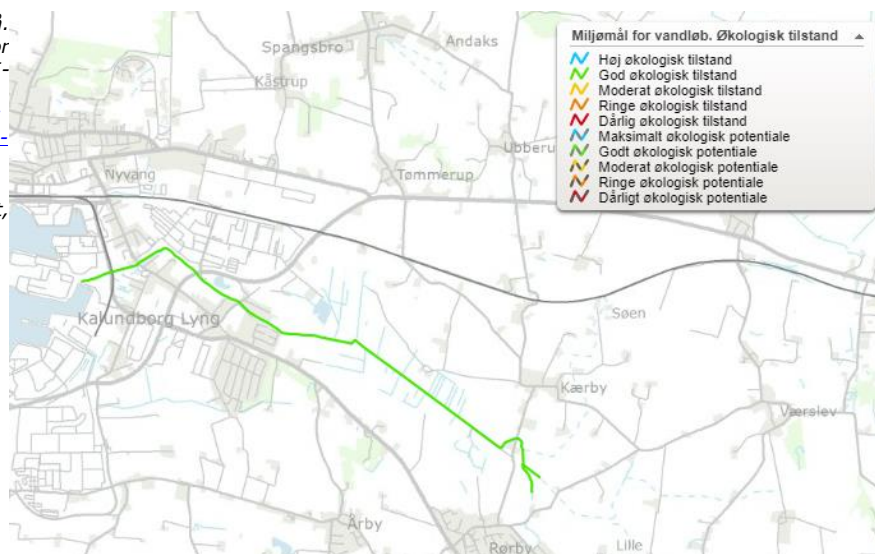 Miljømål for vandløb. Økologisk tilstand
Høj økologisk tilstand
God økologisk tilstand
Moderat økologisk tilstand
Ringe økologisk tilstand
Dårlig økologisk tilstand
Maksimalt økologisk potentiale
Godt økologisk potentiale
Moderat økologisk potentiale
Ringe økologisk potentiale
Dårligt økologisk potentiale
Spangsbro
Andaks
Kåstrup
Nyvang
Tømmerup
Kalundborg Lyng
Søen
Kærby
Værslev
Årby
Rørby
Lille